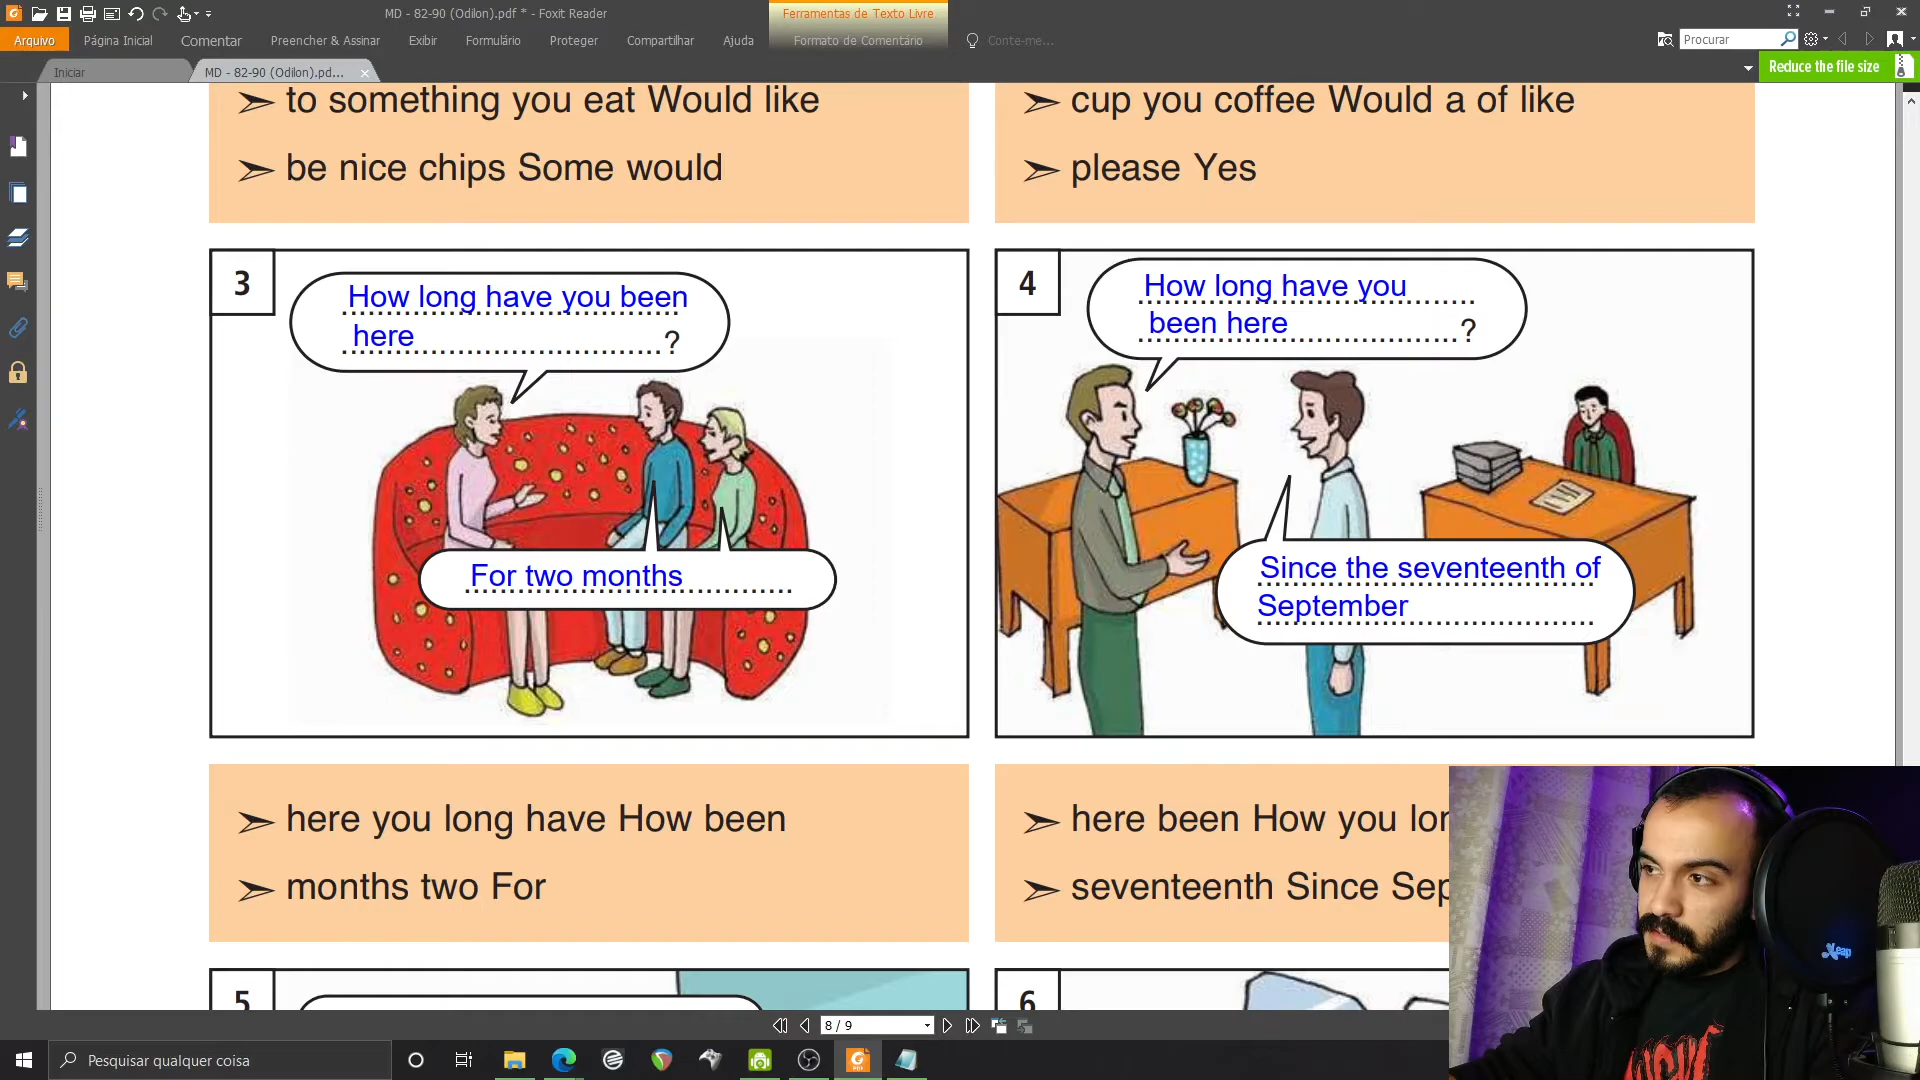 MD - 82-90 (Odilon).pdf * - Foxit Reader
Ferramentas de Texto Livre
Arquivo Página Inicial Comentar Preencher & Assinar Exibir Formulário Proteger Compartilhar Ajuda Formato de Comentário Conte-me... Procurar
Iniciar MD - 82-90 (Odilon).pd... Reduce the file size
to something you eat Would like
be nice chips Some would
cup you coffee Would a of like
please Yes
3
How long have you been
here ?
For two months
4
How long have you
been here ?
Since the seventeenth of
September
here you long have How been
months two For
here been How you lon
seventeenth Since Sep
5
6
8 / 9
Pesquisar qualquer coisa